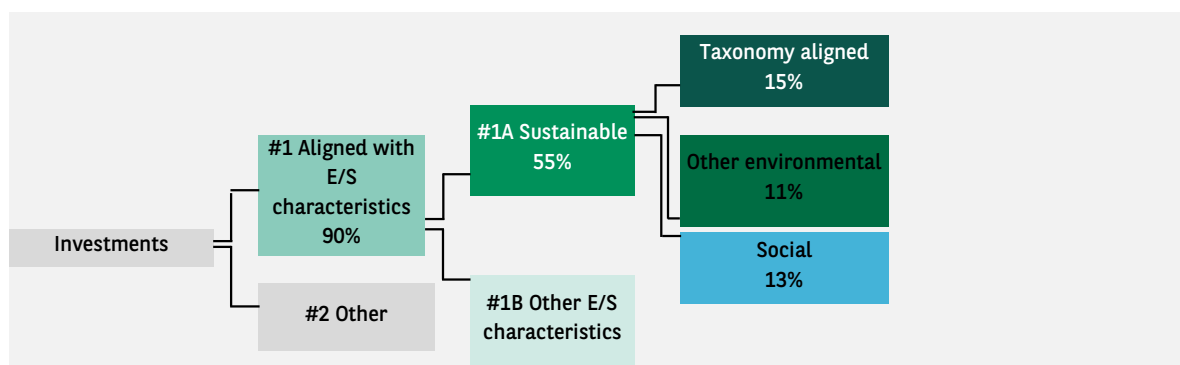 Taxonomy aligned
15%
#1A Sustainable
55%
#1 Aligned with
E/S
characteristics
90%
Other environmental
11%
Investments
Social
13%
#2 Other
#1B Other E/S
characteristics